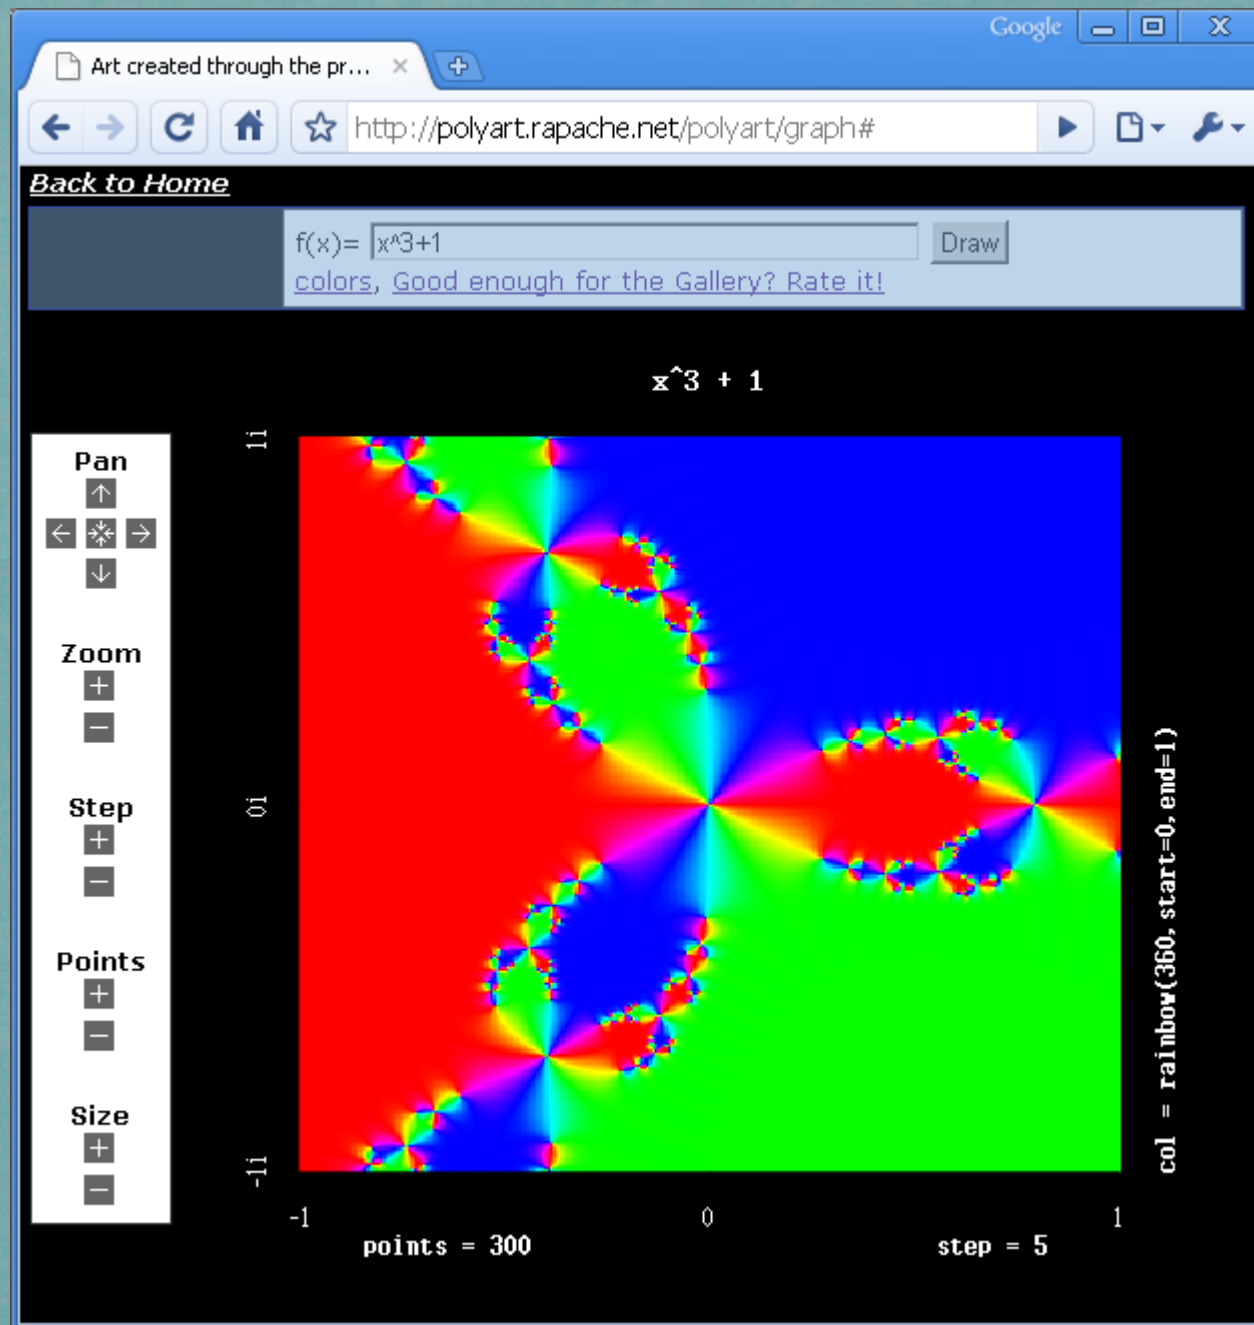 Google
Art created through the pr...
http://polyart.rapache.net/polyart/graph#
Back to Home
f(x)= x^3+1 Draw
colors, Good enough for the Gallery? Rate it!
x^3 + 1
Pan
Zoom
+
−
Step
+
−
Points
+
−
Size
+
−
1i
0i
-1i
-1 0 1
points = 300 step = 5
col = rainbow(360, start=0, end=1)